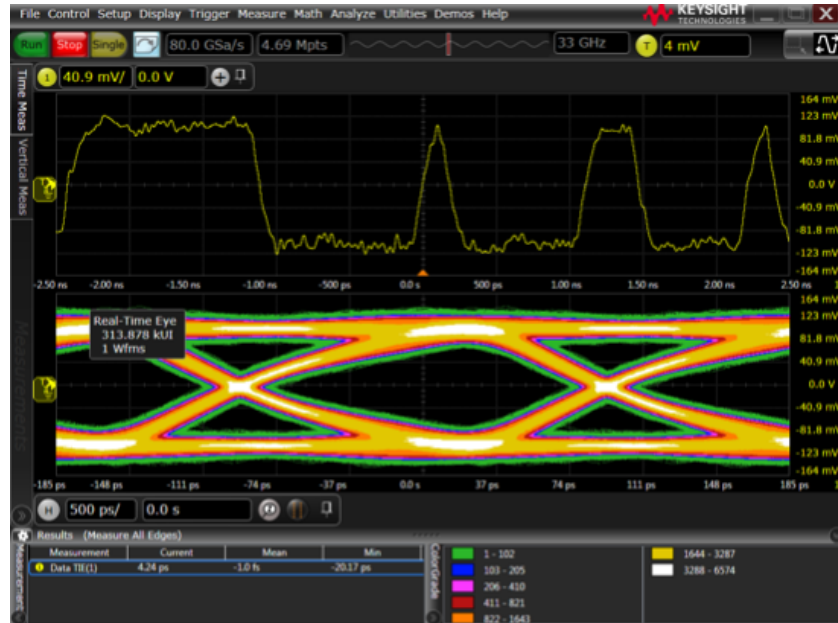 File Control Setup Display Trigger Measure Math Analyze Utilities Demos Help
KEYSIGHT
TECHNOLOGIES
Run Stop Single 80.0 GSa/s 4.69 Mpts 33 GHz T 4 mV
Time Meas
Vertical Meas
Measurements
1 40.9 mV/ 0.0 V
164 mV
123 mV
81.8 mV
40.9 mV
0.0 V
-40.9 mV
-81.8 mV
-123 mV
-164 mV
-2.50 ns -2.00 ns -1.50 ns -1.00 ns -500 ps 0.0 s 500 ps 1.00 ns 1.50 ns 2.00 ns 2.50 ns
Real-Time Eye
313.878 kUI
1 Wfms
164 mV
123 mV
81.8 mV
40.9 mV
0.0 V
-40.9 mV
-81.8 mV
-123 mV
-164 mV
-185 ps -148 ps -111 ps -74 ps -37 ps 0.0 s 37 ps 74 ps 111 ps 148 ps 185 ps
H 500 ps/ 0.0 s
Results (Measure All Edges)
Measurement Current Mean Min
Data TIE(1) 4.24 ps -1.0 fs -20.17 ps
Measurement
ColorGrade
1 - 102
103 - 205
206 - 410
411 - 821
822 - 1643
1644 - 3287
3288 - 6574